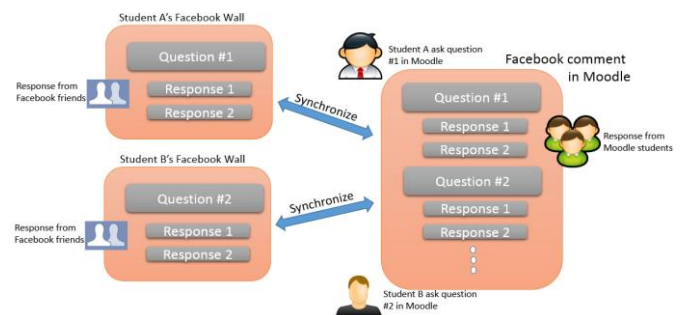 Student A's Facebook Wall
Question #1
Response 1
Response 2
Response from
Facebook friends
Synchronize
Student B's Facebook Wall
Question #2
Response 1
Response 2
Response from
Facebook friends
Synchronize
Student A ask question
#1 in Moodle
Facebook comment
in Moodle
Question #1
Response 1
Response 2
Question #2
Response 1
Response 2
Response from
Moodle students
Student B ask question
#2 in Moodle